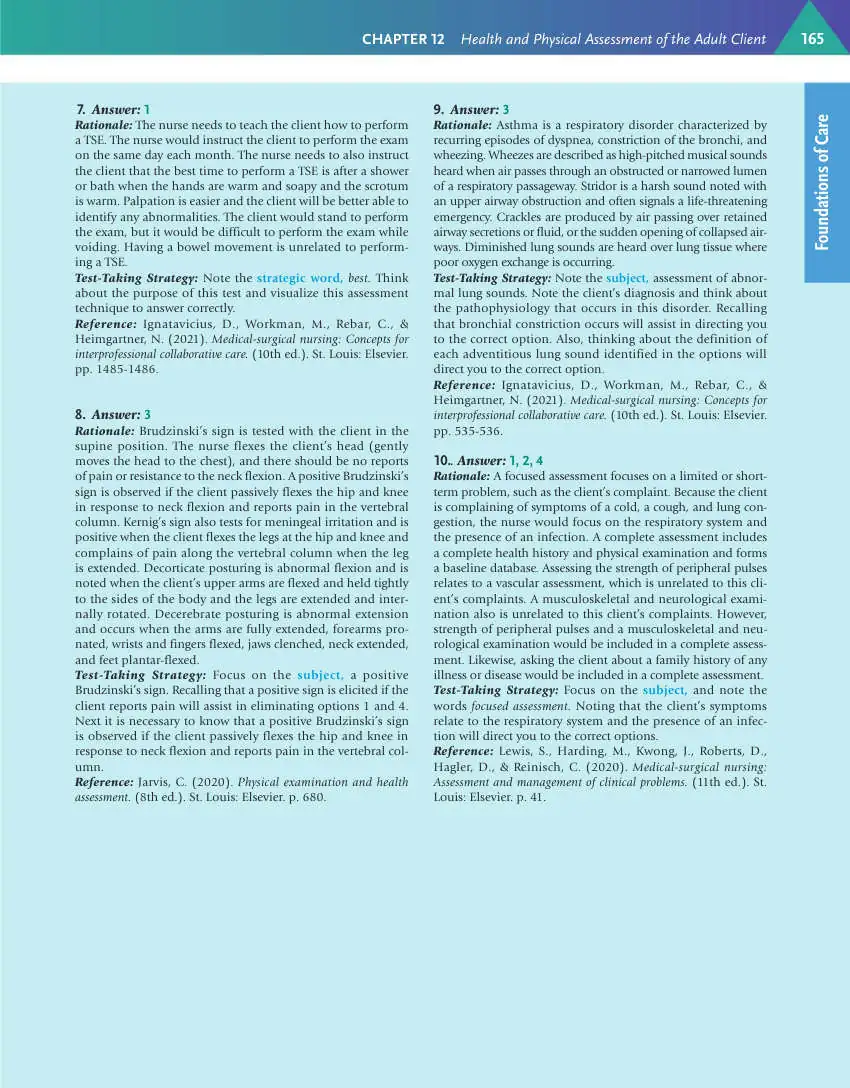 CHAPTER 12 Health and Physical Assessment of the Adult Client 165
7. Answer: 1
Rationale: The nurse needs to teach the client how to perform
a TSE. The nurse would instruct the client to perform the exam
on the same day each month. The nurse needs to also instruct
the client that the best time to perform a TSE is after a shower
or bath when the hands are warm and soapy and the scrotum
is warm. Palpation is easier and the client will be better able to
identify any abnormalities. The client would stand to perform
the exam, but it would be difficult to perform the exam while
voiding. Having a bowel movement is unrelated to perform-
ing a TSE.
Test-Taking Strategy: Note the strategic word, best. Think
about the purpose of this test and visualize this assessment
technique to answer correctly.
Reference: Ignatavicius, D., Workman, M., Rebar, C., &
Heimgartner, N. (2021). Medical-surgical nursing: Concepts for
interprofessional collaborative care. (10th ed.). St. Louis: Elsevier.
pp. 1485-1486.
8. Answer: 3
Rationale: Brudzinski's sign is tested with the client in the
supine position. The nurse flexes the client's head (gently
moves the head to the chest), and there should be no reports
of pain or resistance to the neck flexion. A positive Brudzinski's
sign is observed if the client passively flexes the hip and knee
in response to neck flexion and reports pain in the vertebral
column. Kernig's sign also tests for meningeal irritation and is
positive when the client flexes the legs at the hip and knee and
complains of pain along the vertebral column when the leg
is extended. Decorticate posturing is abnormal flexion and is
noted when the client's upper arms are flexed and held tightly
to the sides of the body and the legs are extended and inter-
nally rotated. Decerebrate posturing is abnormal extension
and occurs when the arms are fully extended, forearms pro-
nated, wrists and fingers flexed, jaws clenched, neck extended,
and feet plantar-flexed.
Test-Taking Strategy: Focus on the subject, a positive
Brudzinski's sign. Recalling that a positive sign is elicited if the
client reports pain will assist in eliminating options 1 and 4.
Next it is necessary to know that a positive Brudzinski's sign
is observed if the client passively flexes the hip and knee in
response to neck flexion and reports pain in the vertebral col-
umn.
Reference: Jarvis, C. (2020). Physical examination and health
assessment. (8th ed.). St. Louis: Elsevier. p. 680.
9. Answer: 3
Rationale: Asthma is a respiratory disorder characterized by
recurring episodes of dyspnea, constriction of the bronchi, and
wheezing. Wheezes are described as high-pitched musical sounds
heard when air passes through an obstructed or narrowed lumen
of a respiratory passageway. Stridor is a harsh sound noted with
an upper airway obstruction and often signals a life-threatening
emergency. Crackles are produced by air passing over retained
airway secretions or fluid, or the sudden opening of collapsed air-
ways. Diminished lung sounds are heard over lung tissue where
poor oxygen exchange is occurring.
Test-Taking Strategy: Note the subject, assessment of abnor-
mal lung sounds. Note the client's diagnosis and think about
the pathophysiology that occurs in this disorder. Recalling
that bronchial constriction occurs will assist in directing you
to the correct option. Also, thinking about the definition of
each adventitious lung sound identified in the options will
direct you to the correct option.
Reference: Ignatavicius, D., Workman, M., Rebar, C., &
Heimgartner, N. (2021). Medical-surgical nursing: Concepts for
interprofessional collaborative care. (10th ed.). St. Louis: Elsevier.
pp. 535-536.
10.. Answer: 1, 2, 4
Rationale: A focused assessment focuses on a limited or short-
term problem, such as the client's complaint. Because the client
is complaining of symptoms of a cold, a cough, and lung con-
gestion, the nurse would focus on the respiratory system and
the presence of an infection. A complete assessment includes
a complete health history and physical examination and forms
a baseline database. Assessing the strength of peripheral pulses
relates to a vascular assessment, which is unrelated to this cli-
ent's complaints. A musculoskeletal and neurological exami-
nation also is unrelated to this client's complaints. However,
strength of peripheral pulses and a musculoskeletal and neu-
rological examination would be included in a complete assess-
ment. Likewise, asking the client about a family history of any
illness or disease would be included in a complete assessment.
Test-Taking Strategy: Focus on the subject, and note the
words focused assessment. Noting that the client's symptoms
relate to the respiratory system and the presence of an infec-
tion will direct you to the correct options.
Reference: Lewis, S., Harding, M., Kwong, J., Roberts, D.,
Hagler, D., & Reinisch, C. (2020). Medical-surgical nursing:
Assessment and management of clinical problems. (11th ed.). St.
Louis: Elsevier. p. 41.
Foundations of Care